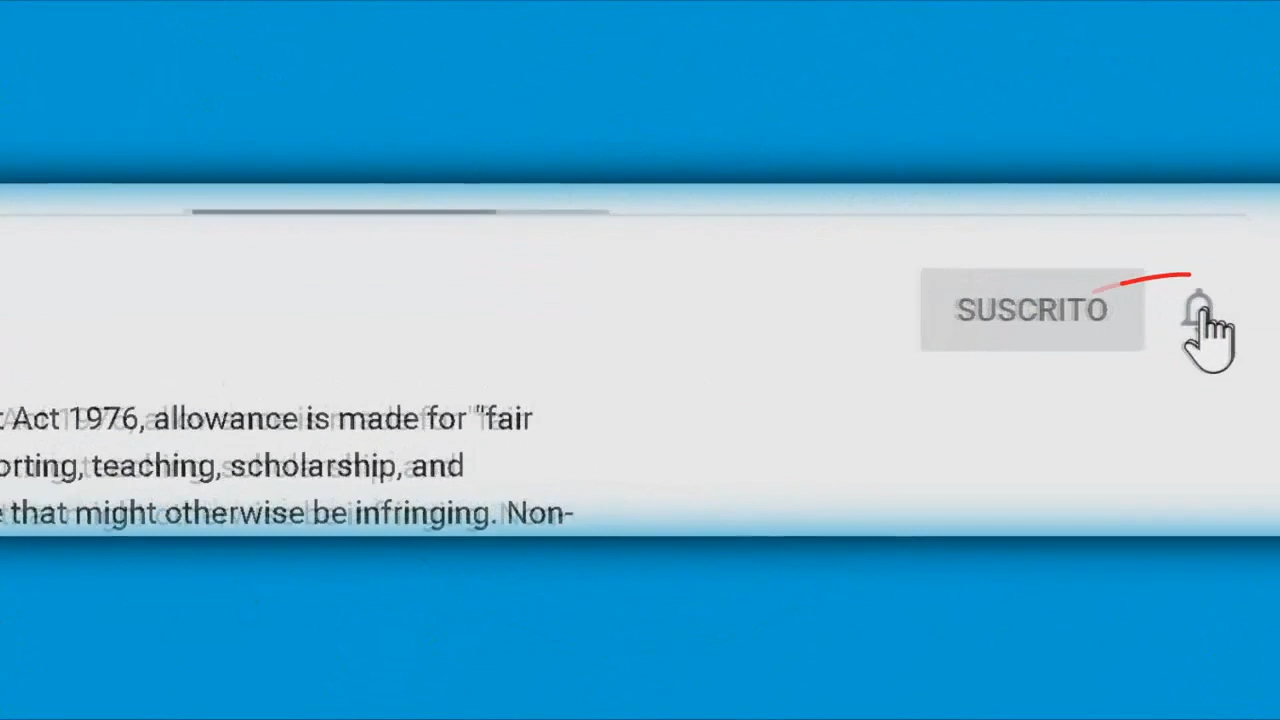 SUSCRITO
Act 1976, allowance is made for "fair
orting, teaching, scholarship, and
e that might otherwise be infringing. Non-